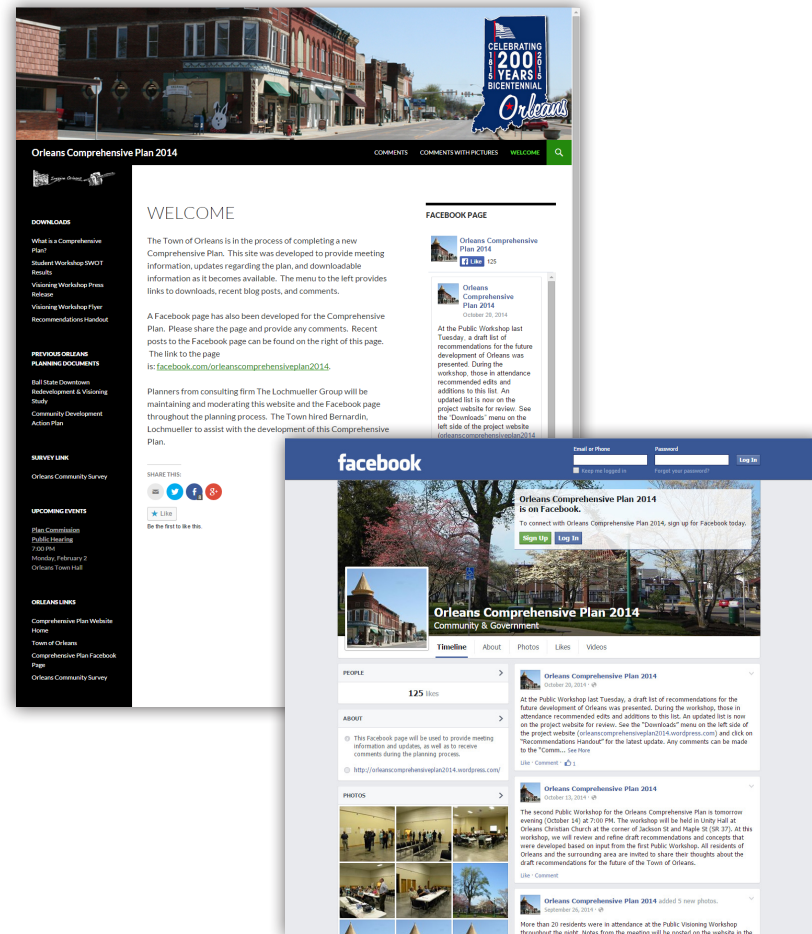 CELEBRATING
1815
200
2015
YEARS
BICENTENNIAL
Orleans
Orleans Comprehensive Plan 2014
COMMENTS
COMMENTS WITH PICTURES
WELCOME
DOWNLOADS
What is a Comprehensive
Plan?
Student Workshop SWOT
Results
Visioning Workshop Press
Release
Visioning Workshop Flyer
Recommendations Handout
PREVIOUS ORLEANS
PLANNING DOCUMENTS
Ball State Downtown
Redevelopment & Visioning
Study
Community Development
Action Plan
SURVEY LINK
Orleans Community Survey
UPCOMING EVENTS
Plan Commission
Public Hearing
7:00 PM
Monday, February 2
Orleans Town Hall
ORLEANS LINKS
Comprehensive Plan Website
Home
Town of Orleans
Comprehensive Plan Facebook
Page
Orleans Community Survey
WELCOME
The Town of Orleans is in the process of completing a new
Comprehensive Plan. This site was developed to provide meeting
information, updates regarding the plan, and downloadable
information as it becomes available. The menu to the left provides
links to downloads, recent blog posts, and comments.
A Facebook page has also been developed for the Comprehensive
Plan. Please share the page and provide any comments. Recent
posts to the Facebook page can be found on the right of this page.
The link to the page
is: facebook.com/orleanscomprehensiveplan2014.
Planners from consulting firm The Lochmueller Group will be
maintaining and moderating this website and the Facebook page
throughout the planning process. The Town hired Bernardin,
Lochmueller to assist with the development of this Comprehensive
Plan.
SHARE THIS:
Like
Be the first to like this.
FACEBOOK PAGE
Orleans Comprehensive
Plan 2014
Like 125
Orleans
Comprehensive
Plan 2014
October 20, 2014
At the Public Workshop last
Tuesday, a draft list of
recommendations for the future
development of Orleans was
presented. During the
workshop, those in attendance
recommended edits and
additions to this list. An
updated list is now on the
project website for review. See
the "Downloads" menu on the
left side of the project website
(orleanscomprehensiveplan2014
facebook
Email or Phone
Password
Log In
Keep me logged in
Forgot your password?
Orleans Comprehensive Plan 2014
is on Facebook.
To connect with Orleans Comprehensive Plan 2014, sign up for Facebook today.
Sign Up
Log In
Orleans Comprehensive Plan 2014
Community & Government
Timeline
About
Photos
Likes
Videos
PEOPLE
125 likes
ABOUT
This Facebook page will be used to provide meeting
information and updates, as well as to receive
comments during the planning process.
http://orleanscomprehensiveplan2014.wordpress.com/
PHOTOS
Orleans Comprehensive Plan 2014
October 20, 2014
At the Public Workshop last Tuesday, a draft list of recommendations for the
future development of Orleans was presented. During the workshop, those in
attendance recommended edits and additions to this list. An updated list is now
on the project website for review. See the "Downloads" menu on the left side of
the project website (orleanscomprehensiveplan2014.wordpress.com) and click on
"Recommendations Handout" for the latest update. Any comments can be made
to the "Comm... See More
Like · Comment · 1
Orleans Comprehensive Plan 2014
October 13, 2014
The second Public Workshop for the Orleans Comprehensive Plan is tomorrow
evening (October 14) at 7:00 PM. The workshop will be held in Unity Hall at
Orleans Christian Church at the corner of Jackson St and Maple St (SR 37). At this
workshop, we will review and refine draft recommendations and concepts that
were developed based on input from the first Public Workshop. All residents of
Orleans and the surrounding area are invited to share their thoughts about the
draft recommendations for the future of the Town of Orleans.
Like · Comment
Orleans Comprehensive Plan 2014 added 5 new photos.
September 26, 2014
More than 20 residents were in attendance at the Public Visioning Workshop
throughout the night. Notes from the meeting will be posted on the website in the